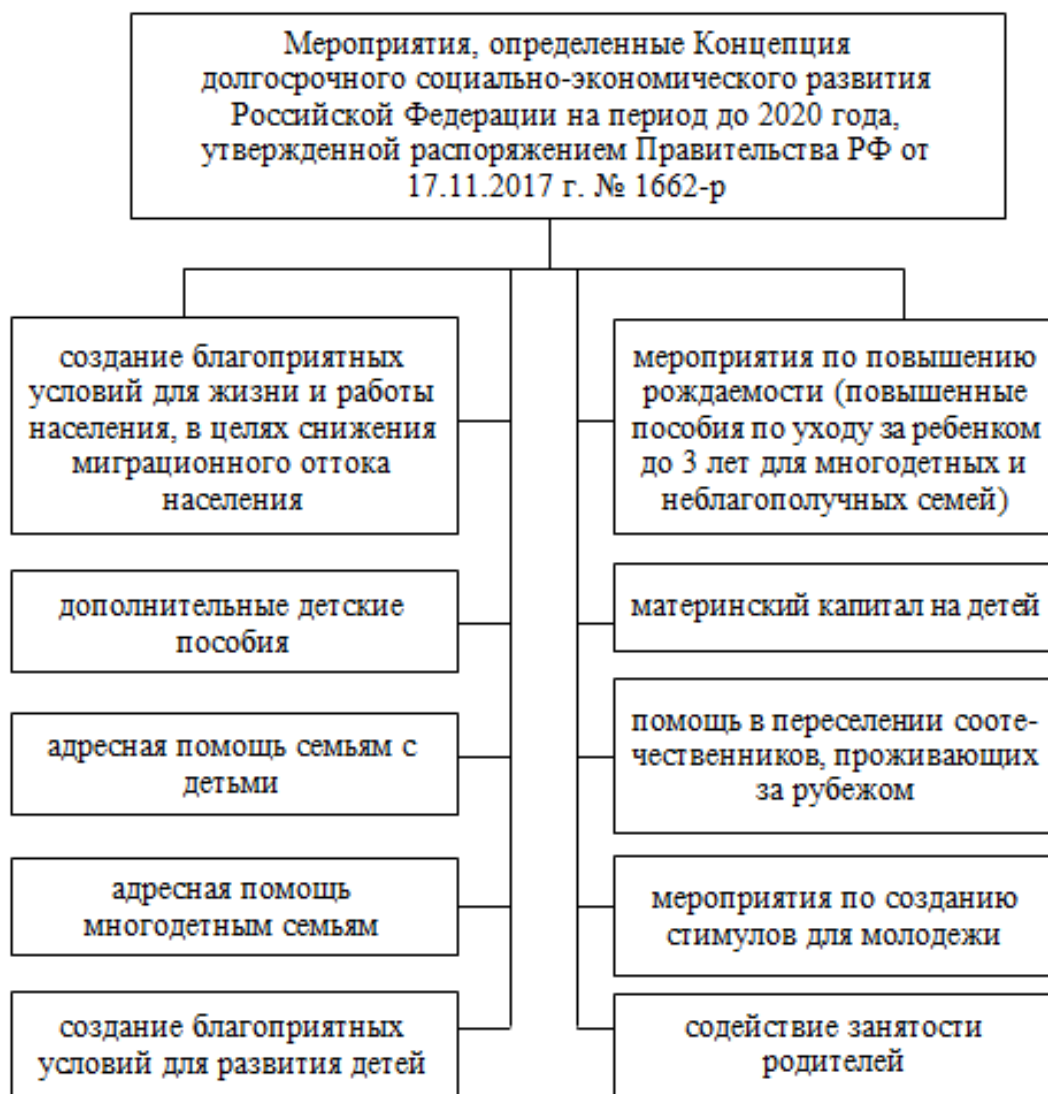 Мероприятия, определенные Концепция
долгосрочного социально-экономического развития
Российской Федерации на период до 2020 года,
утвержденной распоряжением Правительства РФ от
17.11.2017 г. № 1662-р
создание благоприятных
условий для жизни и работы
населения, в целях снижения
миграционного оттока
населения
дополнительные детские
пособия
адресная помощь семьям с
детьми
адресная помощь
многодетным семьям
создание благоприятных
условий для развития детей
мероприятия по повышению
рождаемости (повышенные
пособия по уходу за ребенком
до 3 лет для многодетных и
неблагополучных семей)
материнский капитал на детей
помощь в переселении сооте-
чественников, проживающих
за рубежом
мероприятия по созданию
стимулов для молодежи
содействие занятости
родителей